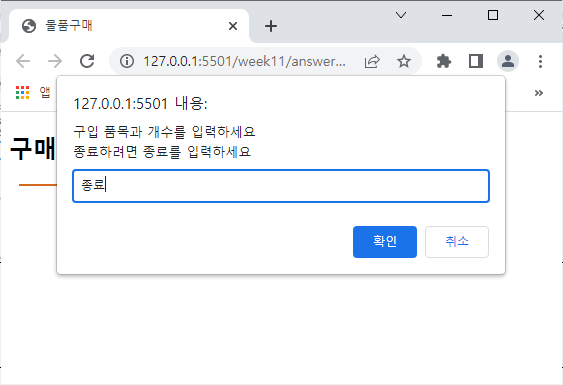 물품구매
127.0.0.1:5501/week11/answer...
앱
구매
127.0.0.1:5501 내용:
구입 품목과 개수를 입력하세요
종료하려면 종료를 입력하세요
종료
확인
취소